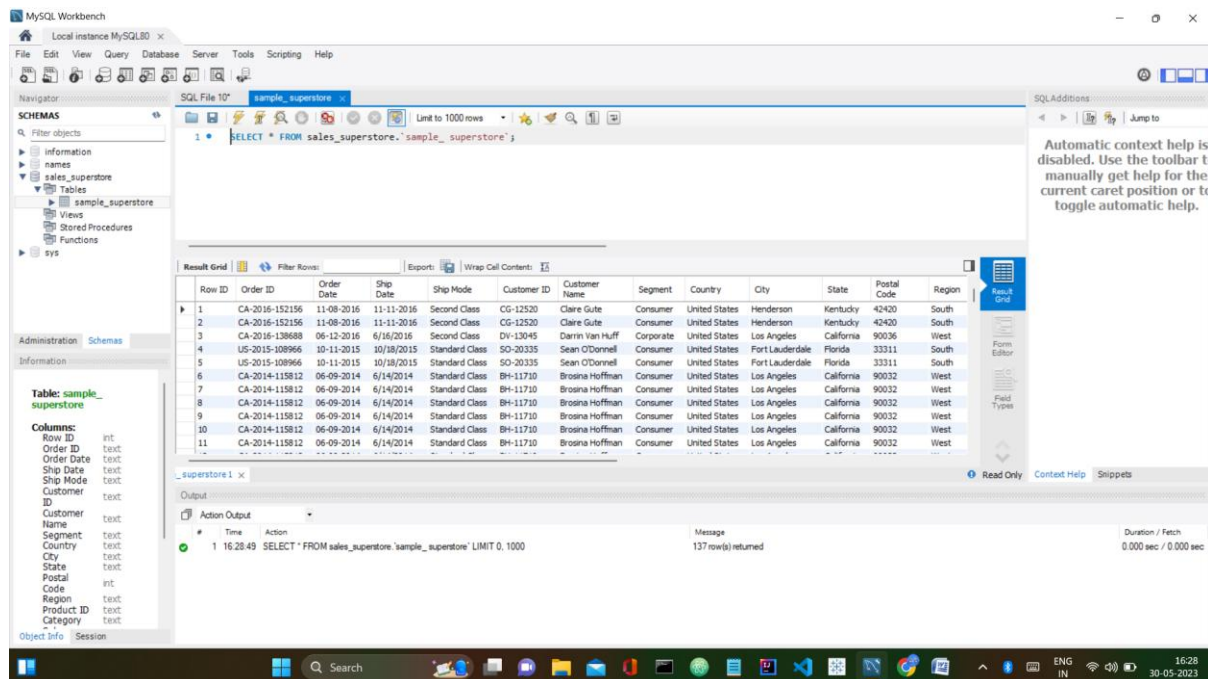 MySQL Workbench
Local instance MySQL80 ×
File Edit View Query Database Server Tools Scripting Help
Navigator
SCHEMAS
Filter objects
information
names
sales_superstore
Tables
sample_superstore
Views
Stored Procedures
Functions
sys
Administration Schemas
Information
Table: sample_
superstore
Columns:
Row ID int
Order ID text
Order Date text
Ship Date text
Ship Mode text
Customer
ID text
Customer
Name text
Segment text
Country text
City text
State text
Postal
Code int
Region text
Product ID text
Category text
Object Info Session
SQL File 10* sample_ superstore ×
Limit to 1000 rows
1 SELECT * FROM sales_superstore.`sample_ superstore`;
Result Grid Filter Rows: Export: Wrap Cell Content:
Row ID Order ID Order Date Ship Date Ship Mode Customer ID Customer Name Segment Country City State Postal Code Region
1 CA-2016-152156 11-08-2016 11-11-2016 Second Class CG-12520 Claire Gute Consumer United States Henderson Kentucky 42420 South
2 CA-2016-152156 11-08-2016 11-11-2016 Second Class CG-12520 Claire Gute Consumer United States Henderson Kentucky 42420 South
3 CA-2016-138688 06-12-2016 6/16/2016 Second Class DV-13045 Darrin Van Huff Corporate United States Los Angeles California 90036 West
4 US-2015-108966 10-11-2015 10/18/2015 Standard Class SO-20335 Sean O'Donnell Consumer United States Fort Lauderdale Florida 33311 South
5 US-2015-108966 10-11-2015 10/18/2015 Standard Class SO-20335 Sean O'Donnell Consumer United States Fort Lauderdale Florida 33311 South
6 CA-2014-115812 06-09-2014 6/14/2014 Standard Class BH-11710 Brosina Hoffman Consumer United States Los Angeles California 90032 West
7 CA-2014-115812 06-09-2014 6/14/2014 Standard Class BH-11710 Brosina Hoffman Consumer United States Los Angeles California 90032 West
8 CA-2014-115812 06-09-2014 6/14/2014 Standard Class BH-11710 Brosina Hoffman Consumer United States Los Angeles California 90032 West
9 CA-2014-115812 06-09-2014 6/14/2014 Standard Class BH-11710 Brosina Hoffman Consumer United States Los Angeles California 90032 West
10 CA-2014-115812 06-09-2014 6/14/2014 Standard Class BH-11710 Brosina Hoffman Consumer United States Los Angeles California 90032 West
11 CA-2014-115812 06-09-2014 6/14/2014 Standard Class BH-11710 Brosina Hoffman Consumer United States Los Angeles California 90032 West
Result
Grid
Form
Editor
Field
Types
_superstore 1 ×
Read Only
Output
Action Output
# Time Action Message Duration / Fetch
1 16:28:49 SELECT * FROM sales_superstore.`sample_ superstore` LIMIT 0, 1000 137 row(s) returned 0.000 sec / 0.000 sec
SQLAdditions
Jump to
Automatic context help is
disabled. Use the toolbar t
manually get help for the
current caret position or to
toggle automatic help.
Context Help Snippets
Search
ENG
IN
16:28
30-05-2023